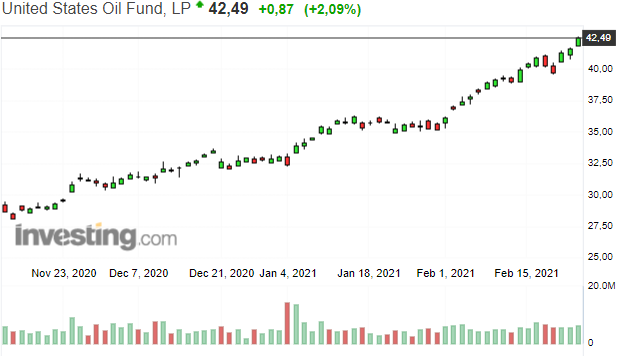 United States Oil Fund, LP 42,49 +0,87 (+2,09%)
42,49
40,00
37,50
35,00
32,50
30,00
27,50
25,00
Investing.com
Nov 23, 2020 Dec 7, 2020 Dec 21, 2020 Jan 4, 2021 Jan 18, 2021 Feb 1, 2021 Feb 15, 2021
20.0M
0